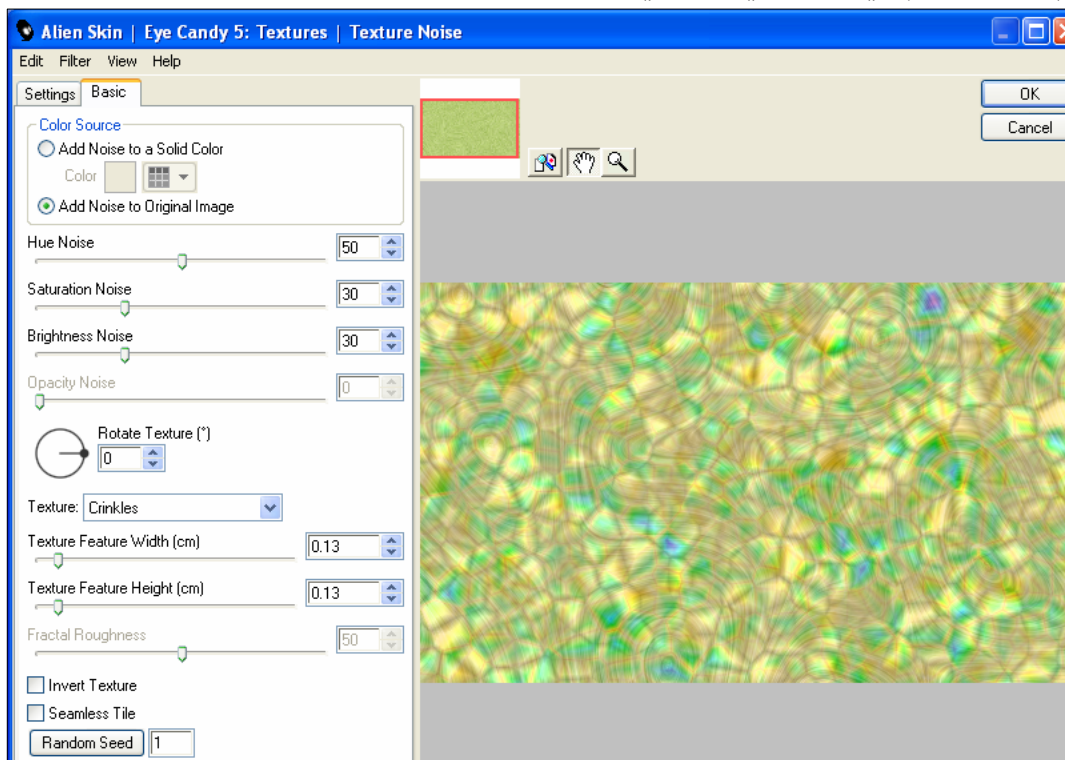 Alien Skin | Eye Candy 5: Textures | Texture Noise
Edit Filter View Help
Settings Basic
OK
Cancel
Color Source
Add Noise to a Solid Color
Color
Add Noise to Original Image
Hue Noise 50
Saturation Noise 30
Brightness Noise 30
Opacity Noise 0
Rotate Texture (°)
0
Texture: Crinkles
Texture Feature Width (cm) 0.13
Texture Feature Height (cm) 0.13
Fractal Roughness 50
Invert Texture
Seamless Tile
Random Seed 1